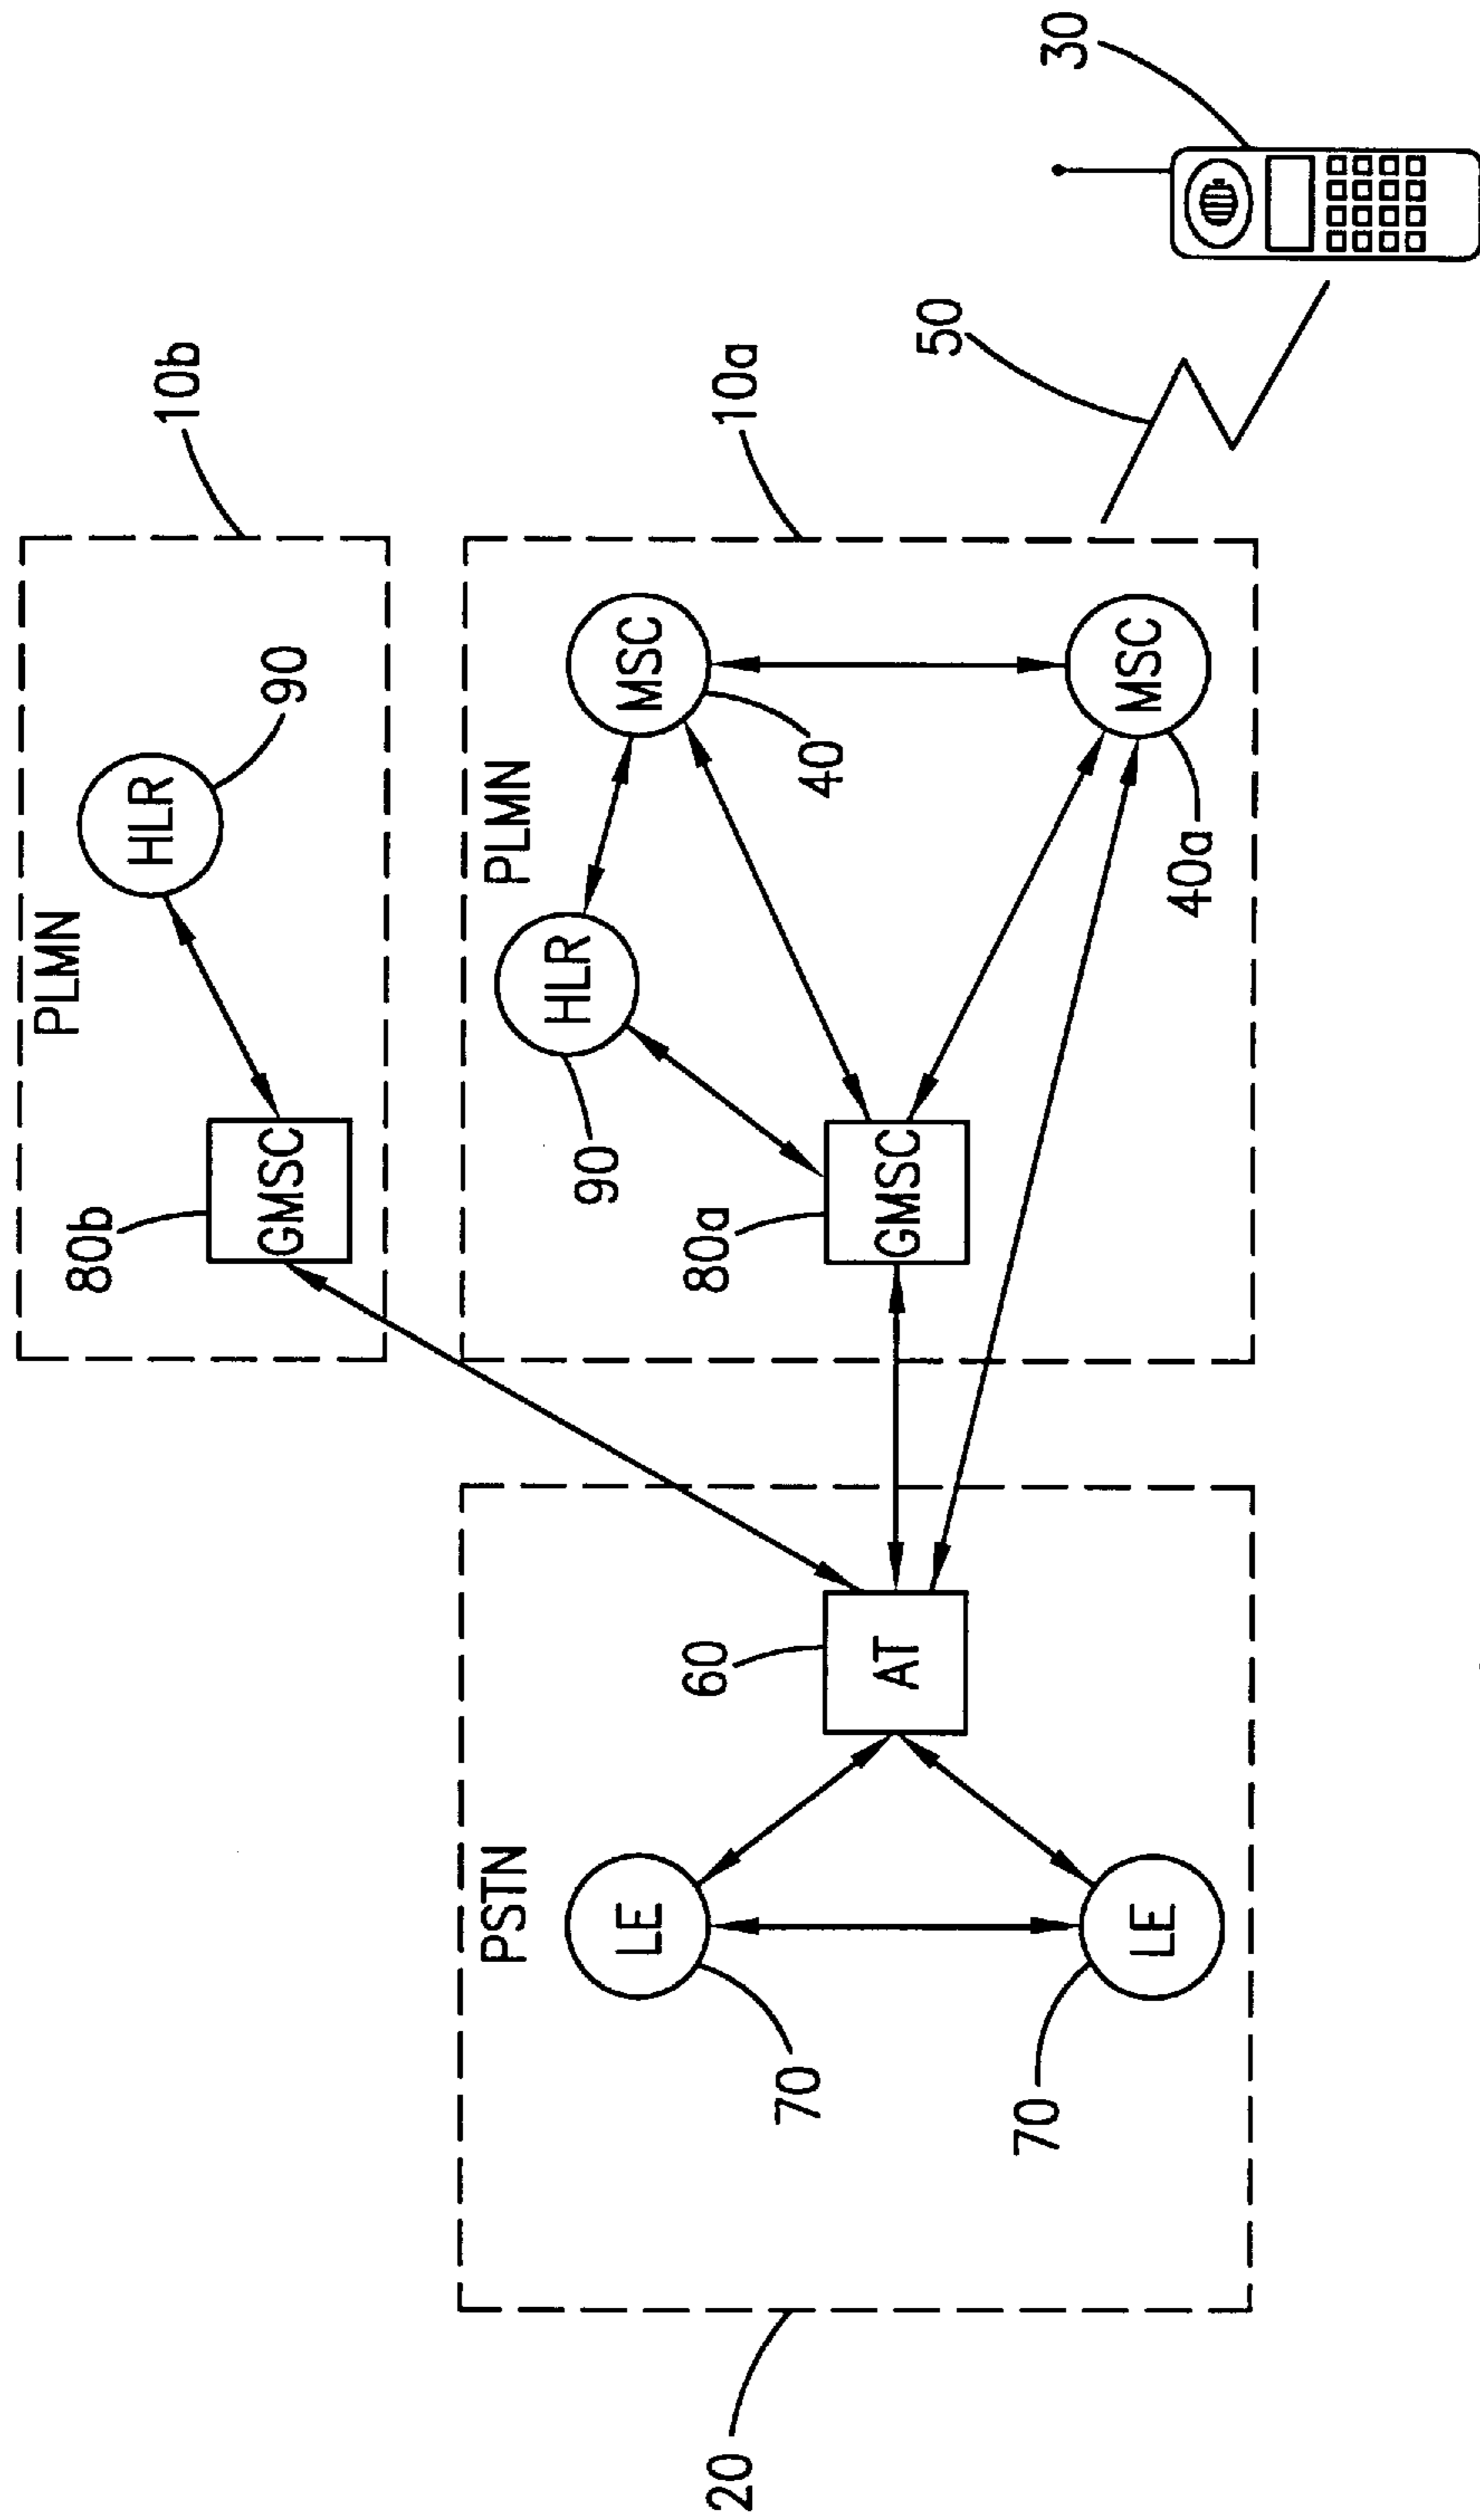 PLMN
80b
GMSC
HLR
90
10b
PLMN
90
HLR
MSC
40
10a
80a
GMSC
MSC
40a
50
30
PSTN
60
AT
LE
70
LE
70
20